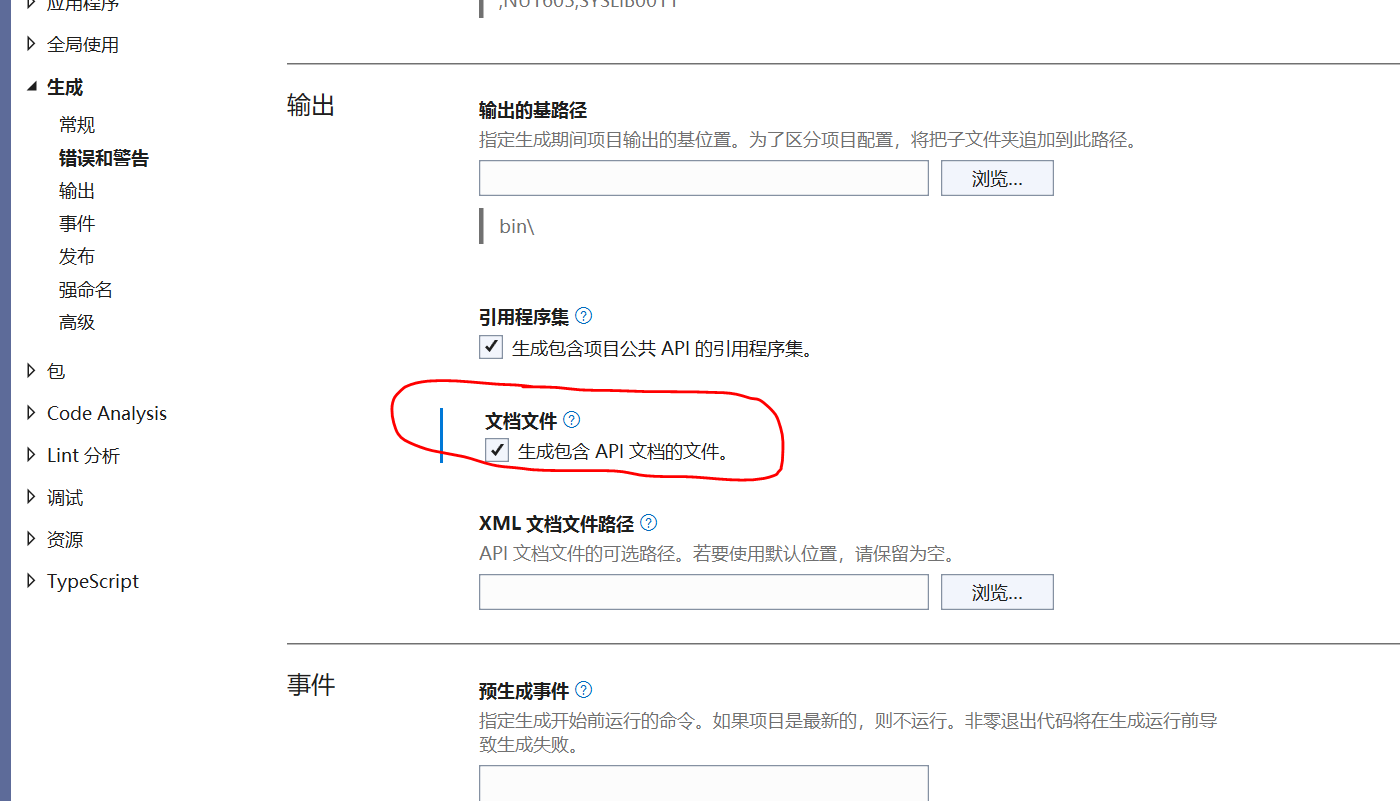 应用程序
,NU1605,SYSLIB0011
全局使用
生成
常规
错误和警告
输出
事件
发布
强命名
高级
包
Code Analysis
Lint 分析
调试
资源
TypeScript
输出
输出的基路径
指定生成期间项目输出的基位置。为了区分项目配置，将把子文件夹追加到此路径。
浏览...
bin\
引用程序集 ?
生成包含项目公共 API 的引用程序集。
文档文件 ?
生成包含 API 文档的文件。
XML 文档文件路径 ?
API 文档文件的可选路径。若要使用默认位置，请保留为空。
浏览...
事件
预生成事件 ?
指定生成开始前运行的命令。如果项目是最新的，则不运行。非零退出代码将在生成运行前导
致生成失败。